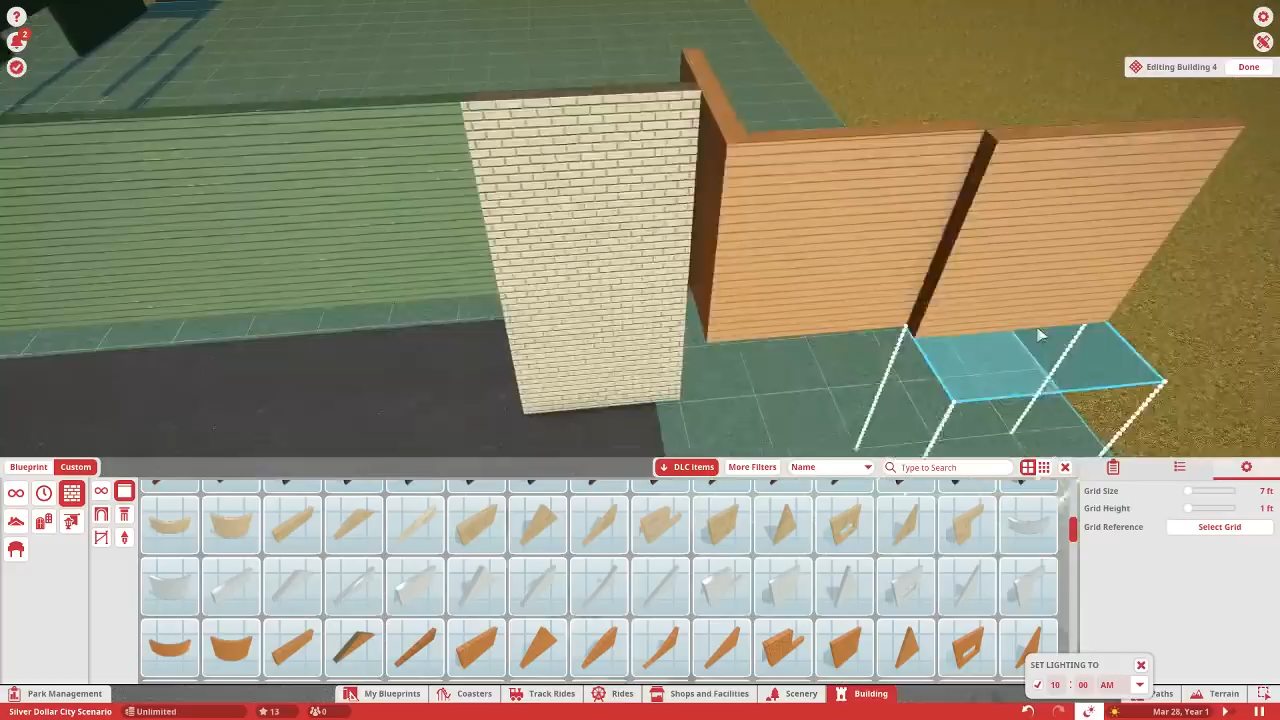 ?
2
Editing Building 4
Done
Blueprint
Custom
DLC Items
More Filters
Name
Type to Search
Grid Size
7 ft
Grid Height
1 ft
Grid Reference
Select Grid
SET LIGHTING TO
10 : 00 AM
Park Management
My Blueprints
Coasters
Track Rides
Rides
Shops and Facilities
Scenery
Building
Paths
Terrain
Silver Dollar City Scenario
Unlimited
13
0
Mar 28, Year 1